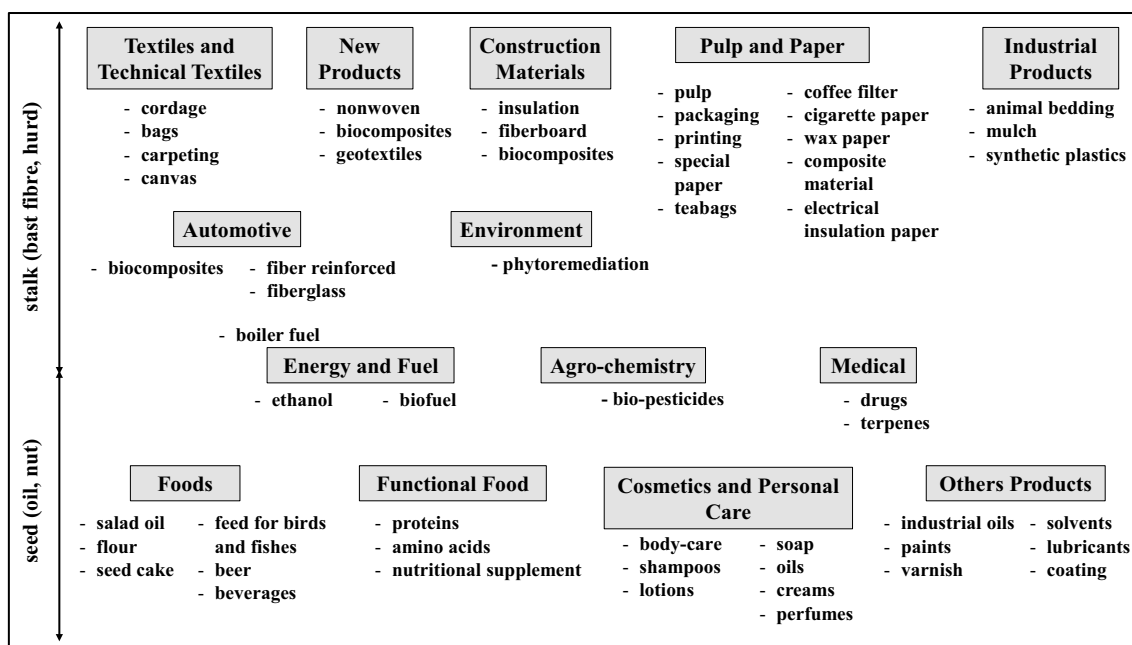 stalk (bast fibre, hurd)
Textiles and
Technical Textiles
- cordage
- bags
- carpeting
- canvas
New
Products
- nonwoven
- biocomposites
- geotextiles
Construction
Materials
- insulation
- fiberboard
- biocomposites
Pulp and Paper
- pulp
- packaging
- printing
- special
paper
- teabags
- coffee filter
- cigarette paper
- wax paper
- composite
material
- electrical
insulation paper
Industrial
Products
- animal bedding
- mulch
- synthetic plastics
Automotive
- biocomposites
- fiber reinforced
- fiberglass
Environment
- phytoremediation
- boiler fuel
Energy and Fuel
- ethanol
- biofuel
Agro-chemistry
- bio-pesticides
Medical
- drugs
- terpenes
seed (oil, nut)
Foods
- salad oil
- flour
- seed cake
- feed for birds
and fishes
- beer
- beverages
Functional Food
- proteins
- amino acids
- nutritional supplement
Cosmetics and Personal
Care
- body-care
- shampoos
- lotions
- soap
- oils
- creams
- perfumes
Others Products
- industrial oils
- paints
- varnish
- solvents
- lubricants
- coating